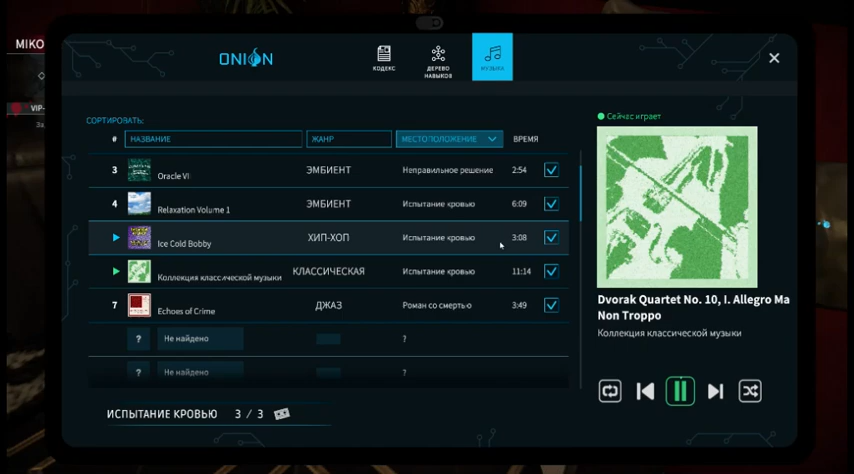 MIKO
ONION
КОДЕКС
ДЕРЕВО
НАВЫКОВ
МУЗЫКА
VIP-
СОРТИРОВАТЬ:
# НАЗВАНИЕ ЖАНР МЕСТОПОЛОЖЕНИЕ ВРЕМЯ
3 Oracle VI ЭМБИЕНТ Неправильное решение 2:54
4 Relaxation Volume 1 ЭМБИЕНТ Испытание кровью 6:09
Ice Cold Bobby ХИП-ХОП Испытание кровью 3:08
Коллекция классической музыки КЛАССИЧЕСКАЯ Испытание кровью 11:14
7 Echoes of Crime ДЖАЗ Роман со смертью 3:49
? Не найдено ?
? Не найдено ?
ИСПЫТАНИЕ КРОВЬЮ 3 / 3
Сейчас играет
Dvorak Quartet No. 10, I. Allegro Ma
Non Troppo
Коллекция классической музыки